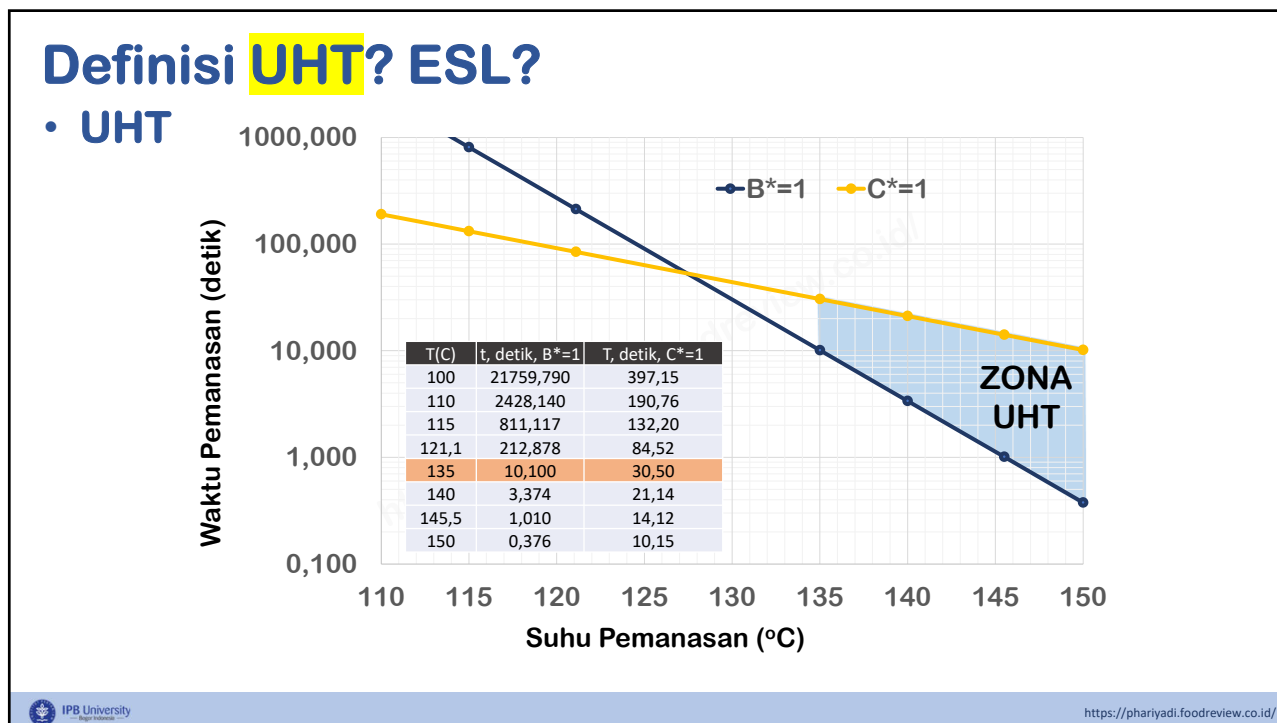 Definisi UHT? ESL?
• UHT
1000,000
100,000
10,000
1,000
0,100
Waktu Pemanasan (detik)
B*=1 C*=1
ZONA
UHT
T(C) t, detik, B*=1 T, detik, C*=1
100 21759,790 397,15
110 2428,140 190,76
115 811,117 132,20
121,1 212,878 84,52
135 10,100 30,50
140 3,374 21,14
145,5 1,010 14,12
150 0,376 10,15
110 115 120 125 130 135 140 145 150
Suhu Pemanasan (°C)
IPB University
Bogor Indonesia
https://phariyadi.foodreview.co.id/